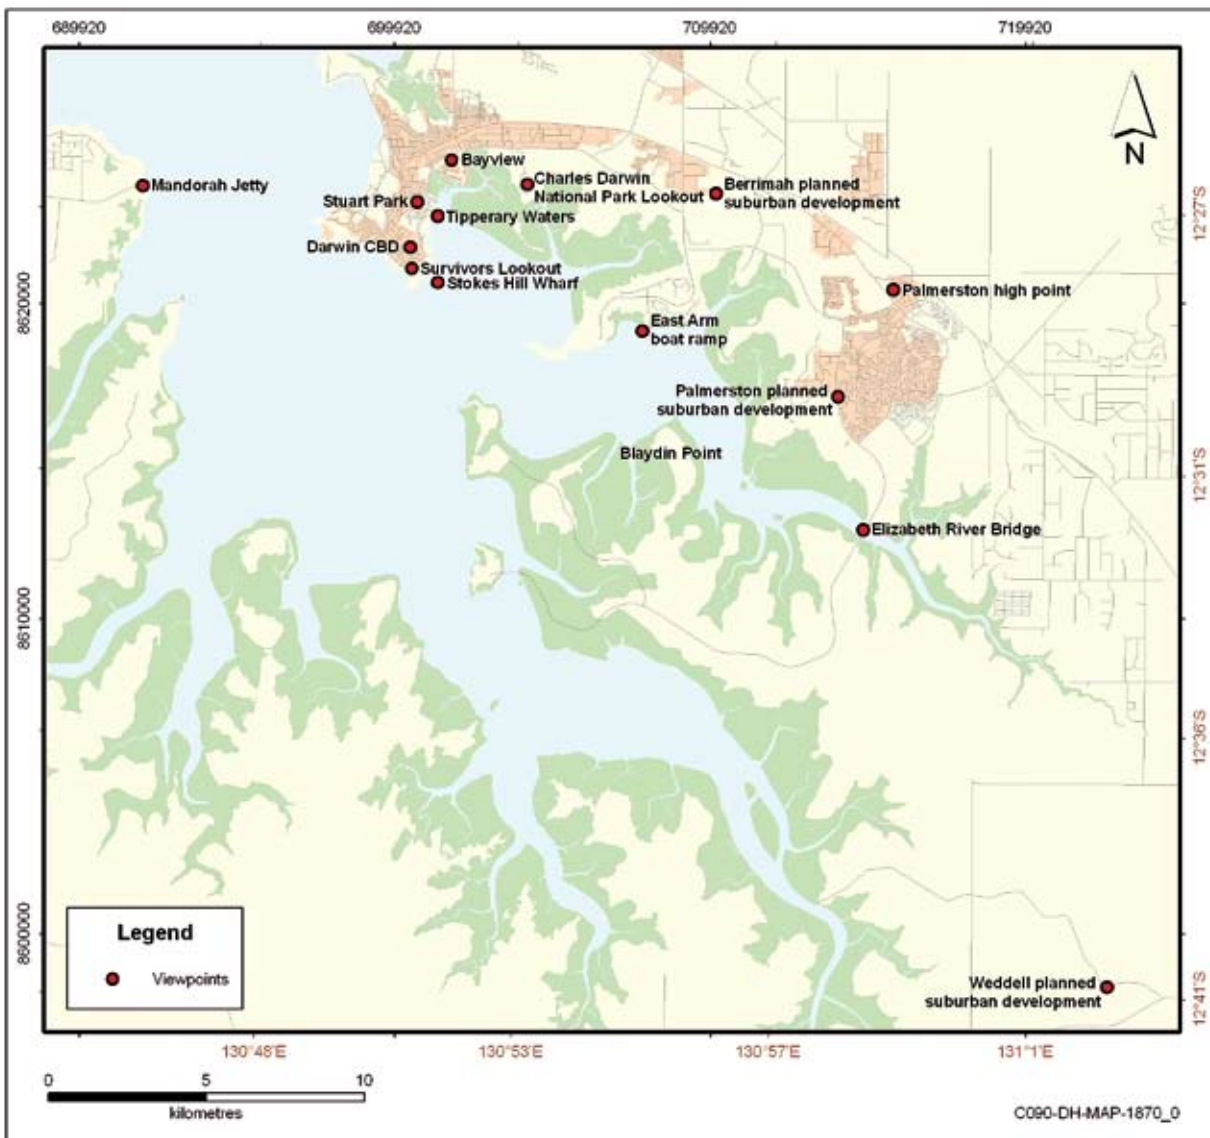 689920 699920 709920 719920
N
Bayview
Mandorah Jetty
Charles Darwin
National Park Lookout
Berrimah planned
suburban development
Stuart Park
Tipperary Waters
12°27'S
Darwin CBD
Survivors Lookout
Stokes Hill Wharf
Palmerston high point
8620000
East Arm
boat ramp
Palmerston planned
suburban development
Blaydin Point
12°31'S
Elizabeth River Bridge
8610000
12°36'S
8600000
Legend
Viewpoints
Weddell planned
suburban development
12°41'S
130°48'E 130°53'E 130°57'E 131°1'E
0 5 10
kilometres
C090-DH-MAP-1870_0